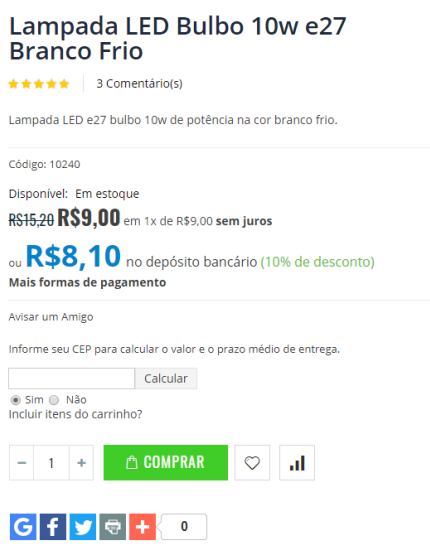 Lampada LED Bulbo 10w e27
Branco Frio
3 Comentário(s)
Lampada LED e27 bulbo 10w de potência na cor branco frio.
Código: 10240
Disponível: Em estoque
R$15,20 R$9,00 em 1x de R$9,00 sem juros
ou R$8,10 no depósito bancário (10% de desconto)
Mais formas de pagamento
Avisar um Amigo
Informe seu CEP para calcular o valor e o prazo médio de entrega.
Calcular
Sim Não
Incluir itens do carrinho?
− 1 + COMPRAR
G f + 0